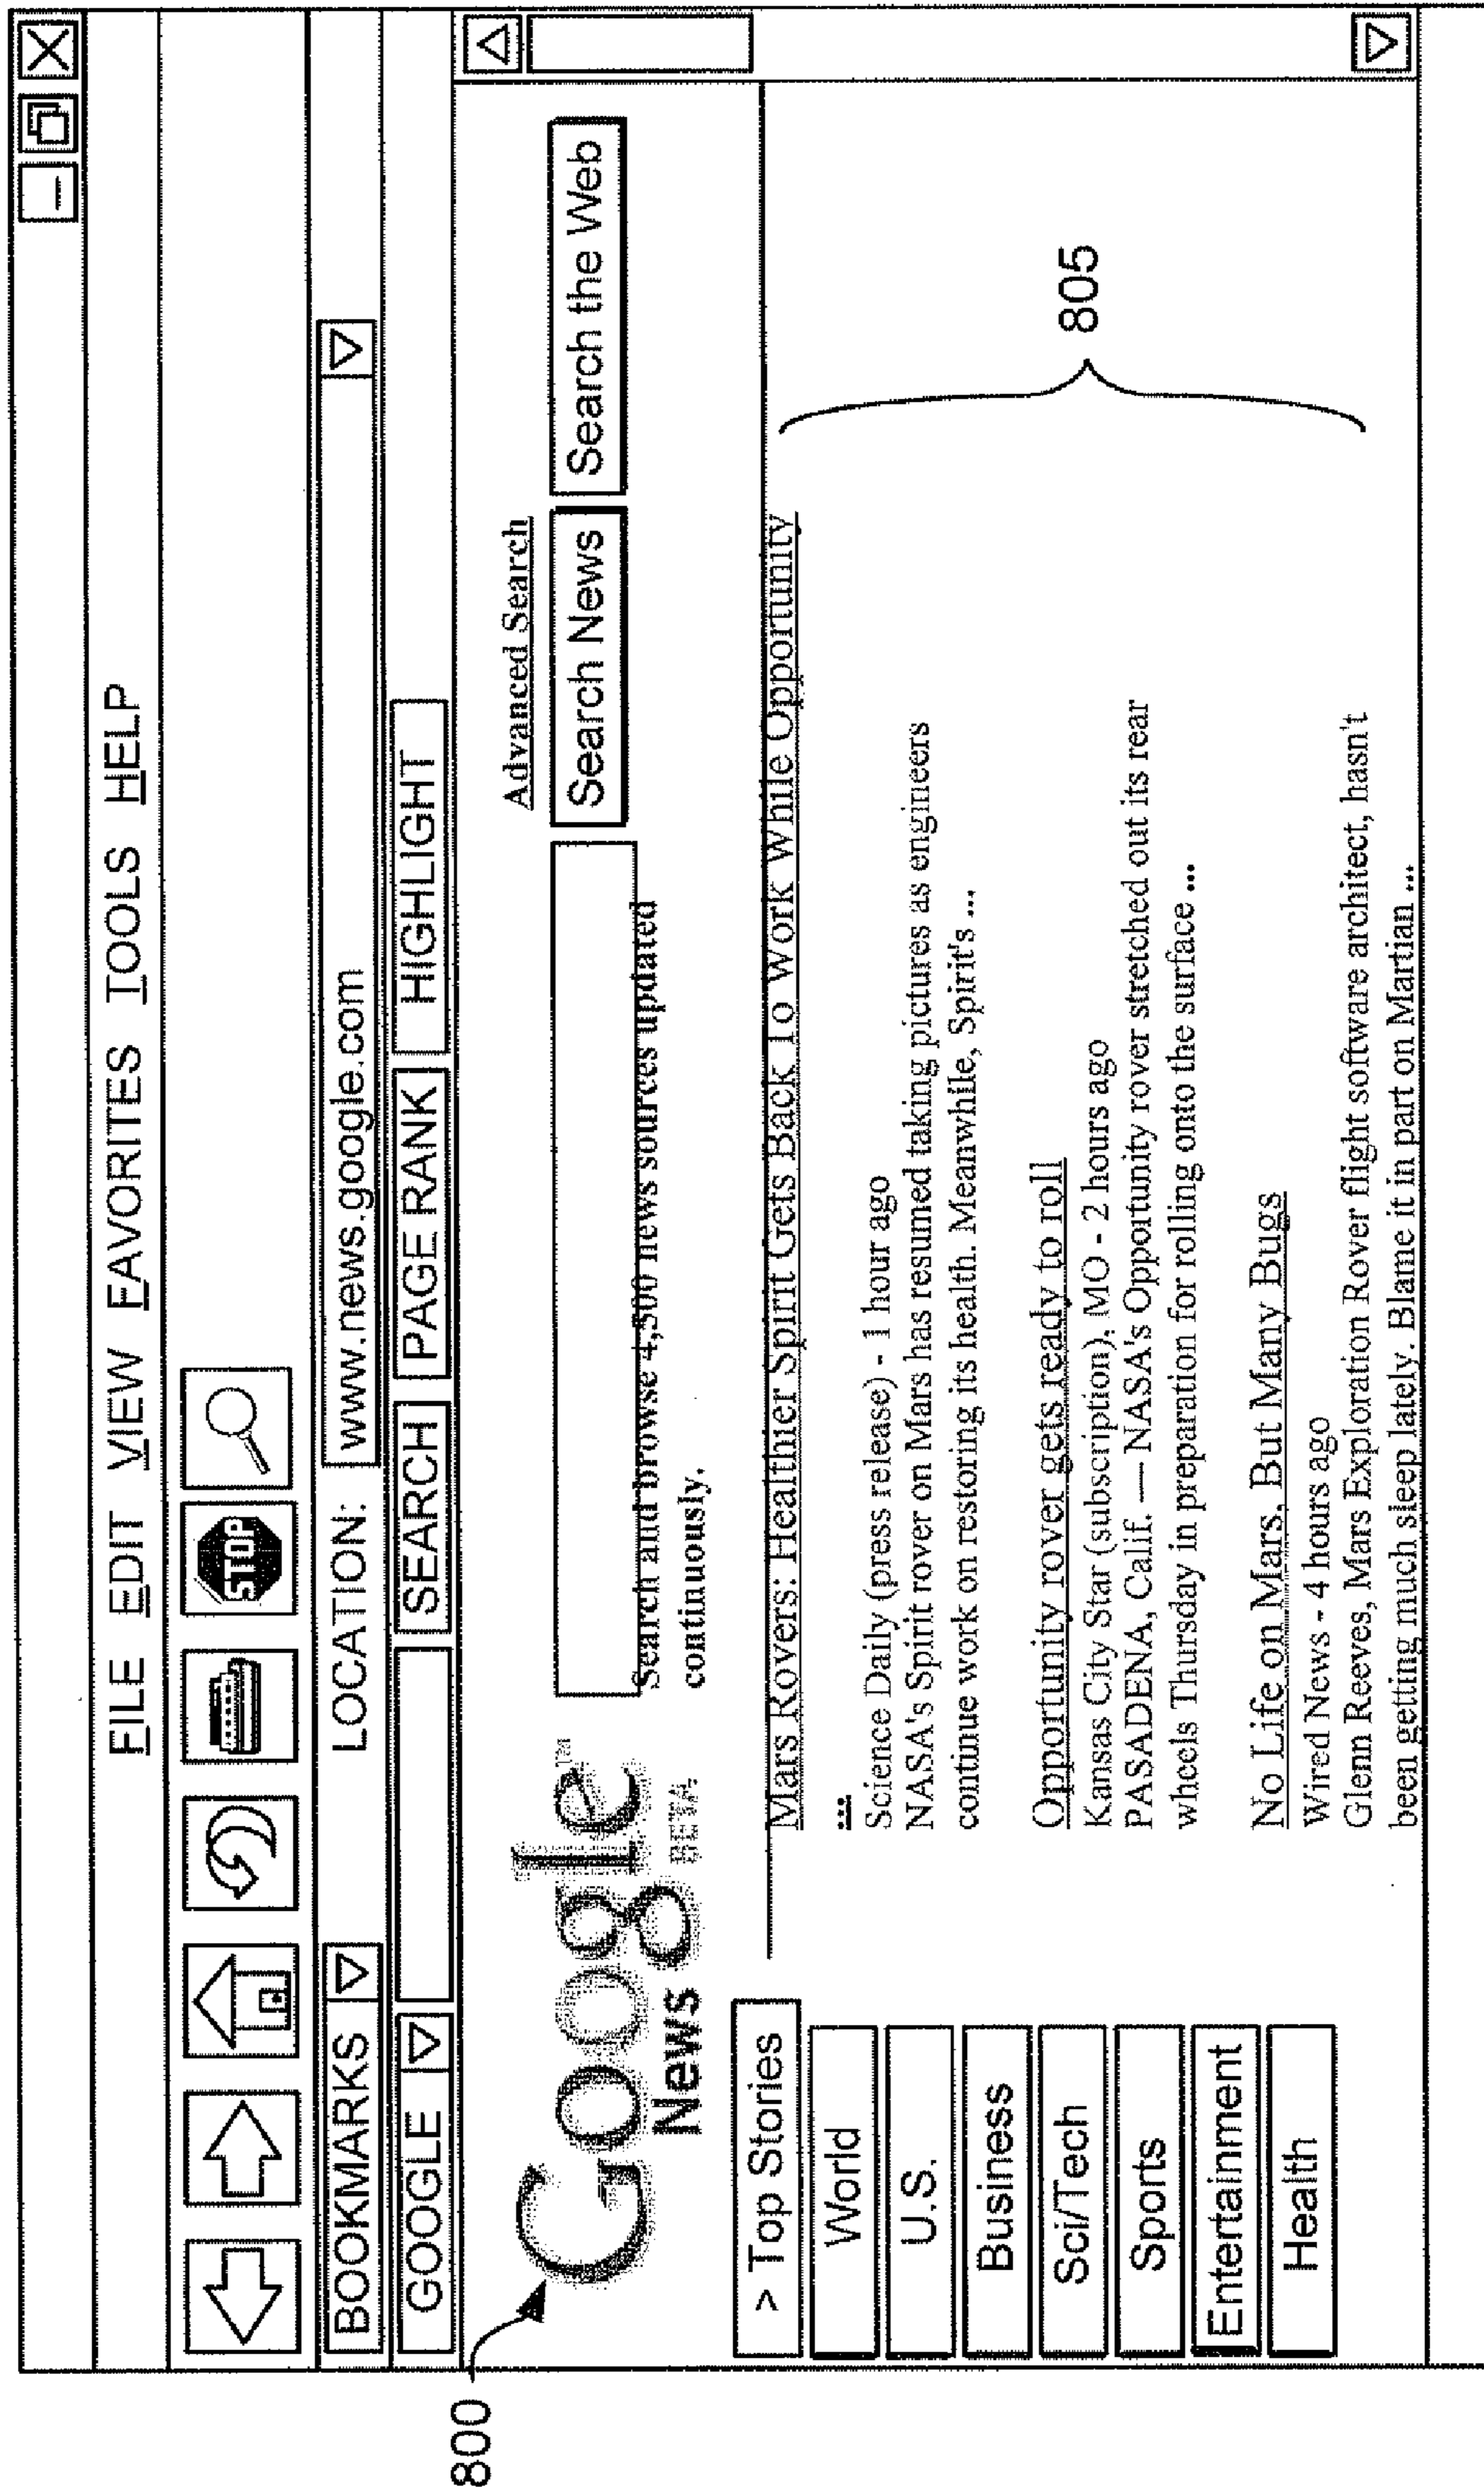 FILE EDIT VIEW FAVORITES TOOLS HELP
STOP
BOOKMARKS LOCATION: www.news.google.com
GOOGLE SEARCH PAGE RANK HIGHLIGHT
800
Google™
News BETA
Advanced Search
Search News Search the Web
Search and browse 4,500 news sources updated
continuously.
> Top Stories
World
U.S.
Business
Sci/Tech
Sports
Entertainment
Health
Mars Rovers: Healthier Spirit Gets Back To Work While Opportunity
...
Science Daily (press release) - 1 hour ago
NASA's Spirit rover on Mars has resumed taking pictures as engineers
continue work on restoring its health. Meanwhile, Spirit's ...
Opportunity rover gets ready to roll
Kansas City Star (subscription), MO - 2 hours ago
PASADENA, Calif. — NASA's Opportunity rover stretched out its rear
wheels Thursday in preparation for rolling onto the surface ...
No Life on Mars, But Many Bugs
Wired News - 4 hours ago
Glenn Reeves, Mars Exploration Rover flight software architect, hasn't
been getting much sleep lately. Blame it in part on Martian ...
805